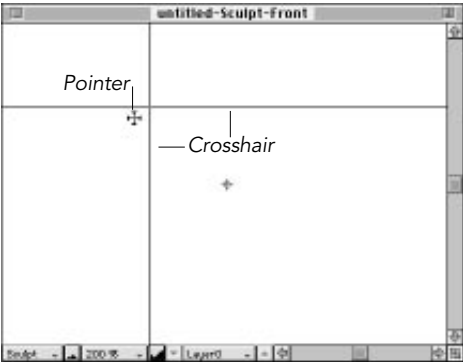 untitled-Sculpt-Front
Pointer
Crosshair
Sculpt 200 % Layer0